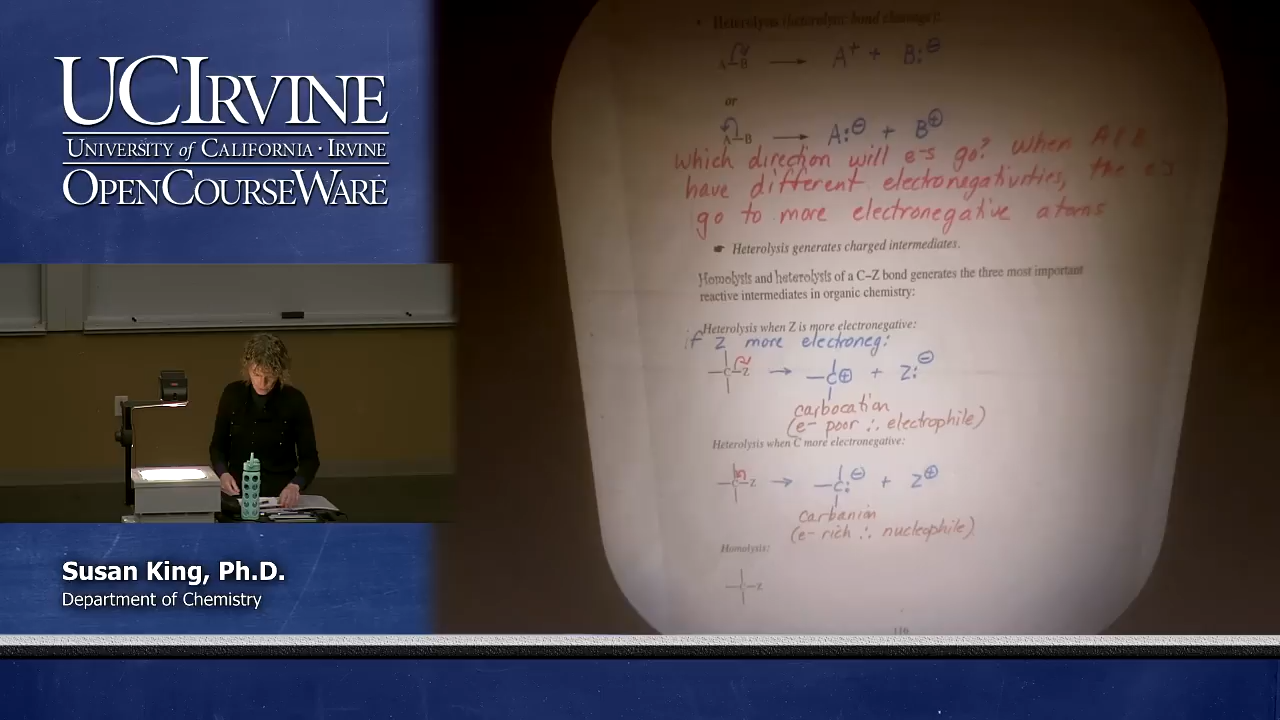 UCIRVINE
UNIVERSITY of CALIFORNIA · IRVINE
OPENCOURSEWARE
Susan King, Ph.D.
Department of Chemistry
• Heterolysis (heterolytic bond cleavage):
A–B → A⁺ + B:⊖
or
A–B → A:⊖ + B⊕
which direction will e⁻s go? When A & B
have different electronegativities, the e⁻s
go to more electronegative atoms
☛ Heterolysis generates charged intermediates.
Homolysis and heterolysis of a C–Z bond generates the three most important
reactive intermediates in organic chemistry:
Heterolysis when Z is more electronegative:
if Z more electroneg:
–C–Z → –C⊕ + Z:⊖
carbocation
(e- poor ∴ electrophile)
Heterolysis when C more electronegative:
–C–Z → –C:⊖ + Z⊕
carbanion
(e- rich ∴ nucleophile)
Homolysis:
–C–Z